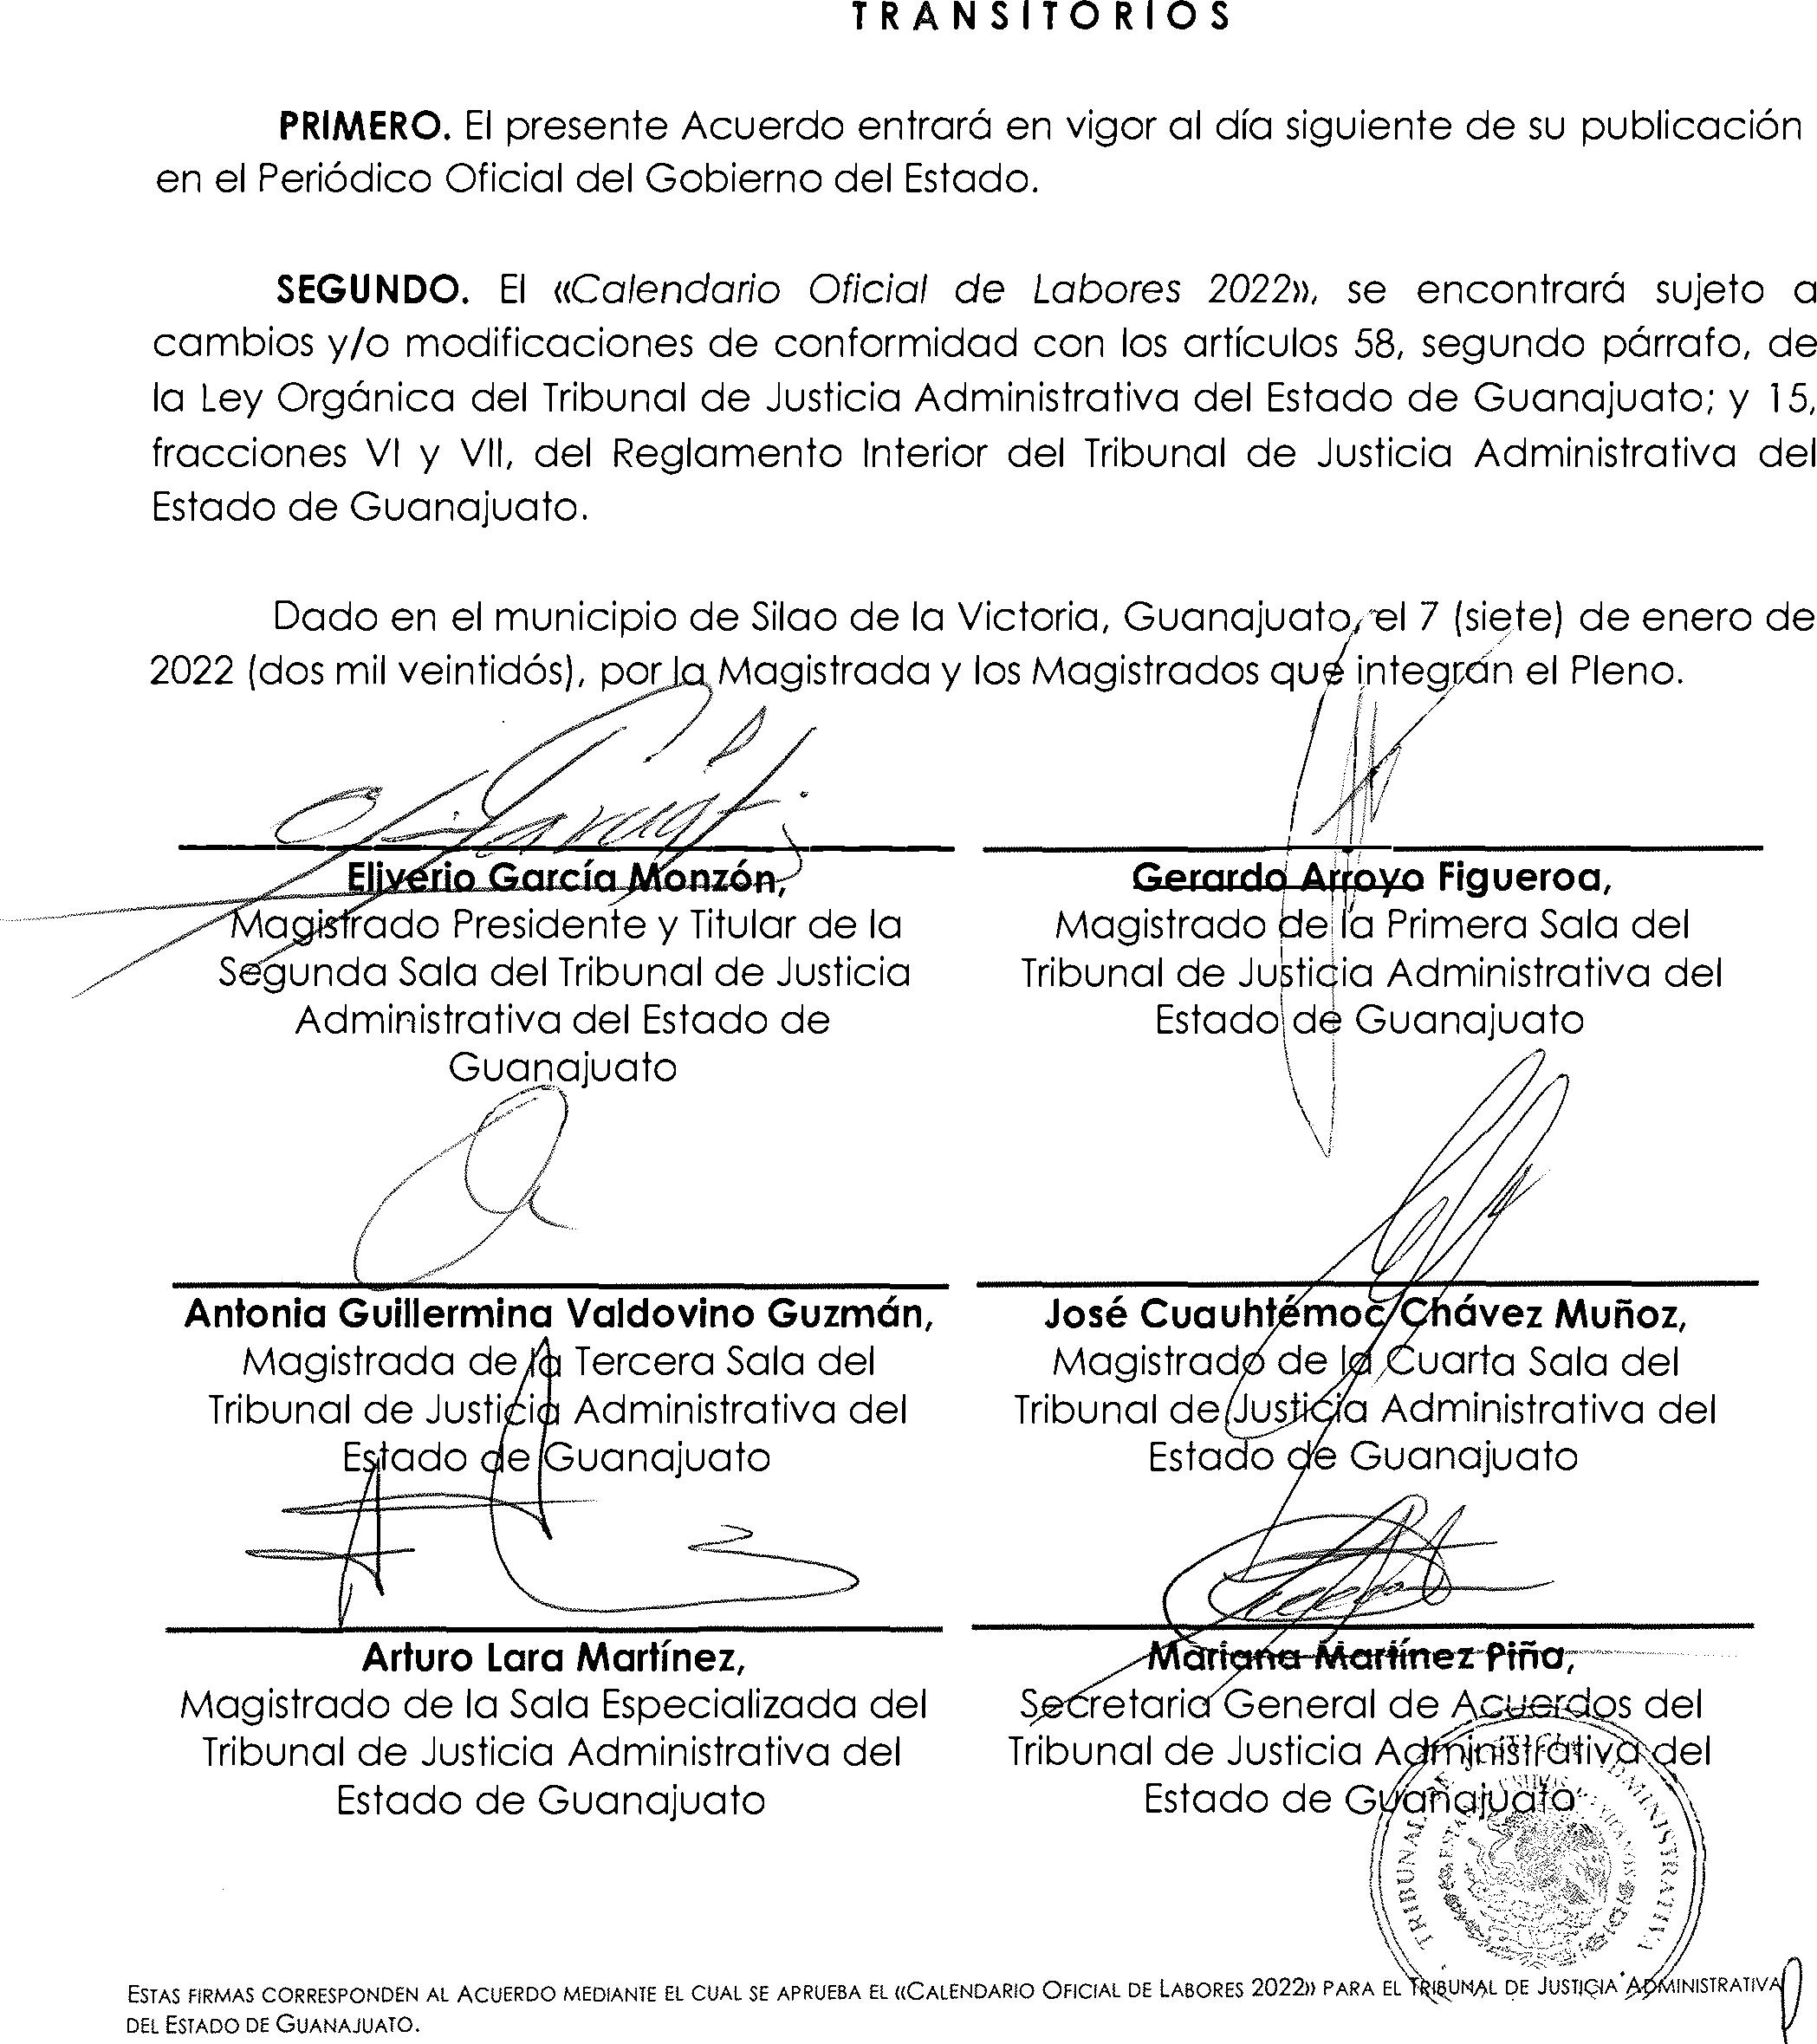 TRANSITORIOS
PRIMERO. El presente Acuerdo entrará en vigor al día siguiente de su publicación
en el Periódico Oficial del Gobierno del Estado.
SEGUNDO. El «Calendario Oficial de Labores 2022», se encontrará sujeto a
cambios y/o modificaciones de conformidad con los artículos 58, segundo párrafo, de
la Ley Orgánica del Tribunal de Justicia Administrativa del Estado de Guanajuato; y 15,
fracciones VI y VII, del Reglamento Interior del Tribunal de Justicia Administrativa del
Estado de Guanajuato.
Dado en el municipio de Silao de la Victoria, Guanajuato, el 7 (siete) de enero de
2022 (dos mil veintidós), por la Magistrada y los Magistrados que integran el Pleno.
Eliverio García Monzón,
Magistrado Presidente y Titular de la
Segunda Sala del Tribunal de Justicia
Administrativa del Estado de
Guanajuato
Gerardo Arroyo Figueroa,
Magistrado de la Primera Sala del
Tribunal de Justicia Administrativa del
Estado de Guanajuato
Antonia Guillermina Valdovino Guzmán,
Magistrada de la Tercera Sala del
Tribunal de Justicia Administrativa del
Estado de Guanajuato
José Cuauhtémoc Chávez Muñoz,
Magistrado de la Cuarta Sala del
Tribunal de Justicia Administrativa del
Estado de Guanajuato
Arturo Lara Martínez,
Magistrado de la Sala Especializada del
Tribunal de Justicia Administrativa del
Estado de Guanajuato
Mariana Martínez Piña,
Secretaria General de Acuerdos del
Tribunal de Justicia Administrativa del
Estado de Guanajuato
TRIBUNAL DE JUSTICIA ADMINISTRATIVA
ESTAS FIRMAS CORRESPONDEN AL ACUERDO MEDIANTE EL CUAL SE APRUEBA EL «CALENDARIO OFICIAL DE LABORES 2022» PARA EL TRIBUNAL DE JUSTICIA ADMINISTRATIVA
DEL ESTADO DE GUANAJUATO.